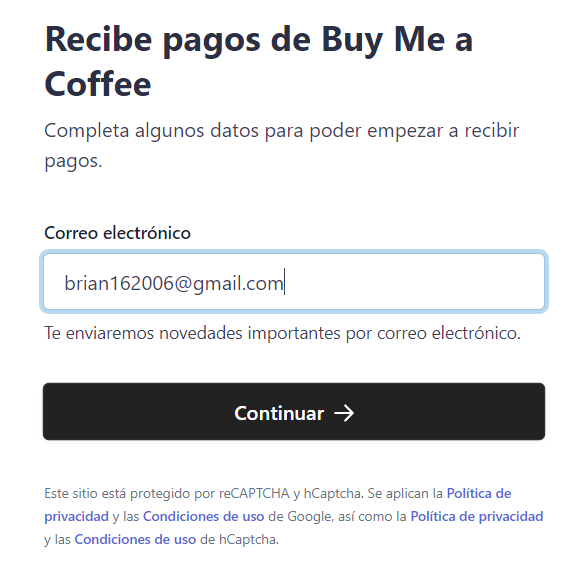 Recibe pagos de Buy Me a
Coffee
Completa algunos datos para poder empezar a recibir
pagos.
Correo electrónico
brian162006@gmail.com
Te enviaremos novedades importantes por correo electrónico.
Continuar →
Este sitio está protegido por reCAPTCHA y hCaptcha. Se aplican la Política de
privacidad y las Condiciones de uso de Google, así como la Política de privacidad
y las Condiciones de uso de hCaptcha.